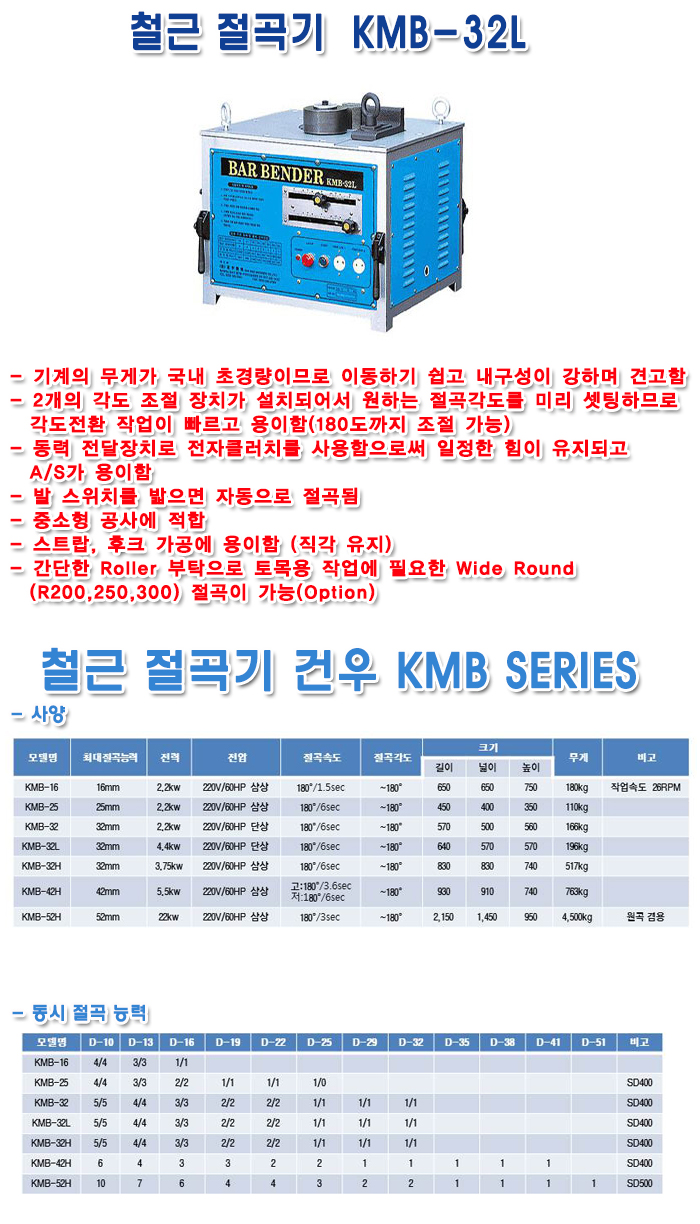 철근 절곡기 KMB-32L
BAR BENDER KMB-32L
- 기계의 무게가 국내 초경량이므로 이동하기 쉽고 내구성이 강하며 견고함
- 2개의 각도 조절 장치가 설치되어서 원하는 절곡각도를 미리 셋팅하므로
각도전환 작업이 빠르고 용이함(180도까지 조절 가능)
- 동력 전달장치로 전자클러치를 사용함으로써 일정한 힘이 유지되고
A/S가 용이함
- 발 스위치를 밟으면 자동으로 절곡됨
- 중소형 공사에 적합
- 스트랍, 후크 가공에 용이함 (직각 유지)
- 간단한 Roller 부탁으로 토목용 작업에 필요한 Wide Round
(R200,250,300) 절곡이 가능(Option)
철근 절곡기 건우 KMB SERIES
- 사양
모델명 최대절곡능력 전력 전압 절곡속도 절곡각도 크기 무게 비고
길이 넓이 높이
KMB-16 16mm 2,2kw 220V/60HP 삼상 180°/1.5sec ~180° 650 650 750 180kg 작업속도 26RPM
KMB-25 25mm 2,2kw 220V/60HP 삼상 180°/6sec ~180° 450 400 350 110kg
KMB-32 32mm 2,2kw 220V/60HP 단상 180°/6sec ~180° 570 500 560 166kg
KMB-32L 32mm 4,4kw 220V/60HP 단상 180°/6sec ~180° 640 570 570 196kg
KMB-32H 32mm 3,75kw 220V/60HP 삼상 180°/6sec ~180° 830 830 740 517kg
KMB-42H 42mm 5,5kw 220V/60HP 삼상 고:180°/3.6sec ~180° 930 910 740 763kg
저:180°/6sec
KMB-52H 52mm 22kw 220V/60HP 삼상 180°/3sec ~180° 2,150 1,450 950 4,500kg 원곡 겸용
- 동시 절곡 능력
모델명 D-10 D-13 D-16 D-19 D-22 D-25 D-29 D-32 D-35 D-38 D-41 D-51 비고
KMB-16 4/4 3/3 1/1
KMB-25 4/4 3/3 2/2 1/1 1/1 1/0 SD400
KMB-32 5/5 4/4 3/3 2/2 2/2 1/1 1/1 1/1 SD400
KMB-32L 5/5 4/4 3/3 2/2 2/2 1/1 1/1 1/1 SD400
KMB-32H 5/5 4/4 3/3 2/2 2/2 1/1 1/1 1/1 SD400
KMB-42H 6 4 3 3 2 2 1 1 1 1 1 SD400
KMB-52H 10 7 6 4 4 3 2 2 1 1 1 1 SD500